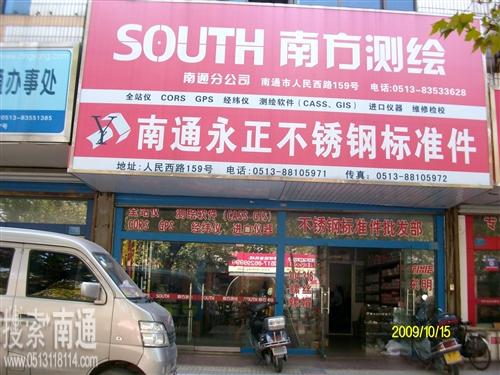 SOUTH 南方测绘
南通分公司 南通市人民西路159号 电话:0513-83533628
全站仪 CORS GPS 经纬仪 测绘软件(CASS、GIS) 进口仪器 维修检校
南通永正不锈钢标准件
地址:人民西路159号 电话:0513-88105971 传真:0513-88105972
办事处
0513-83551385
全站仪 测绘软件(CASS GIS)
CORS GPS 经纬仪、进口仪器
不锈钢标准件批发部
2009/10/15
搜索南通
www.0513118114.com